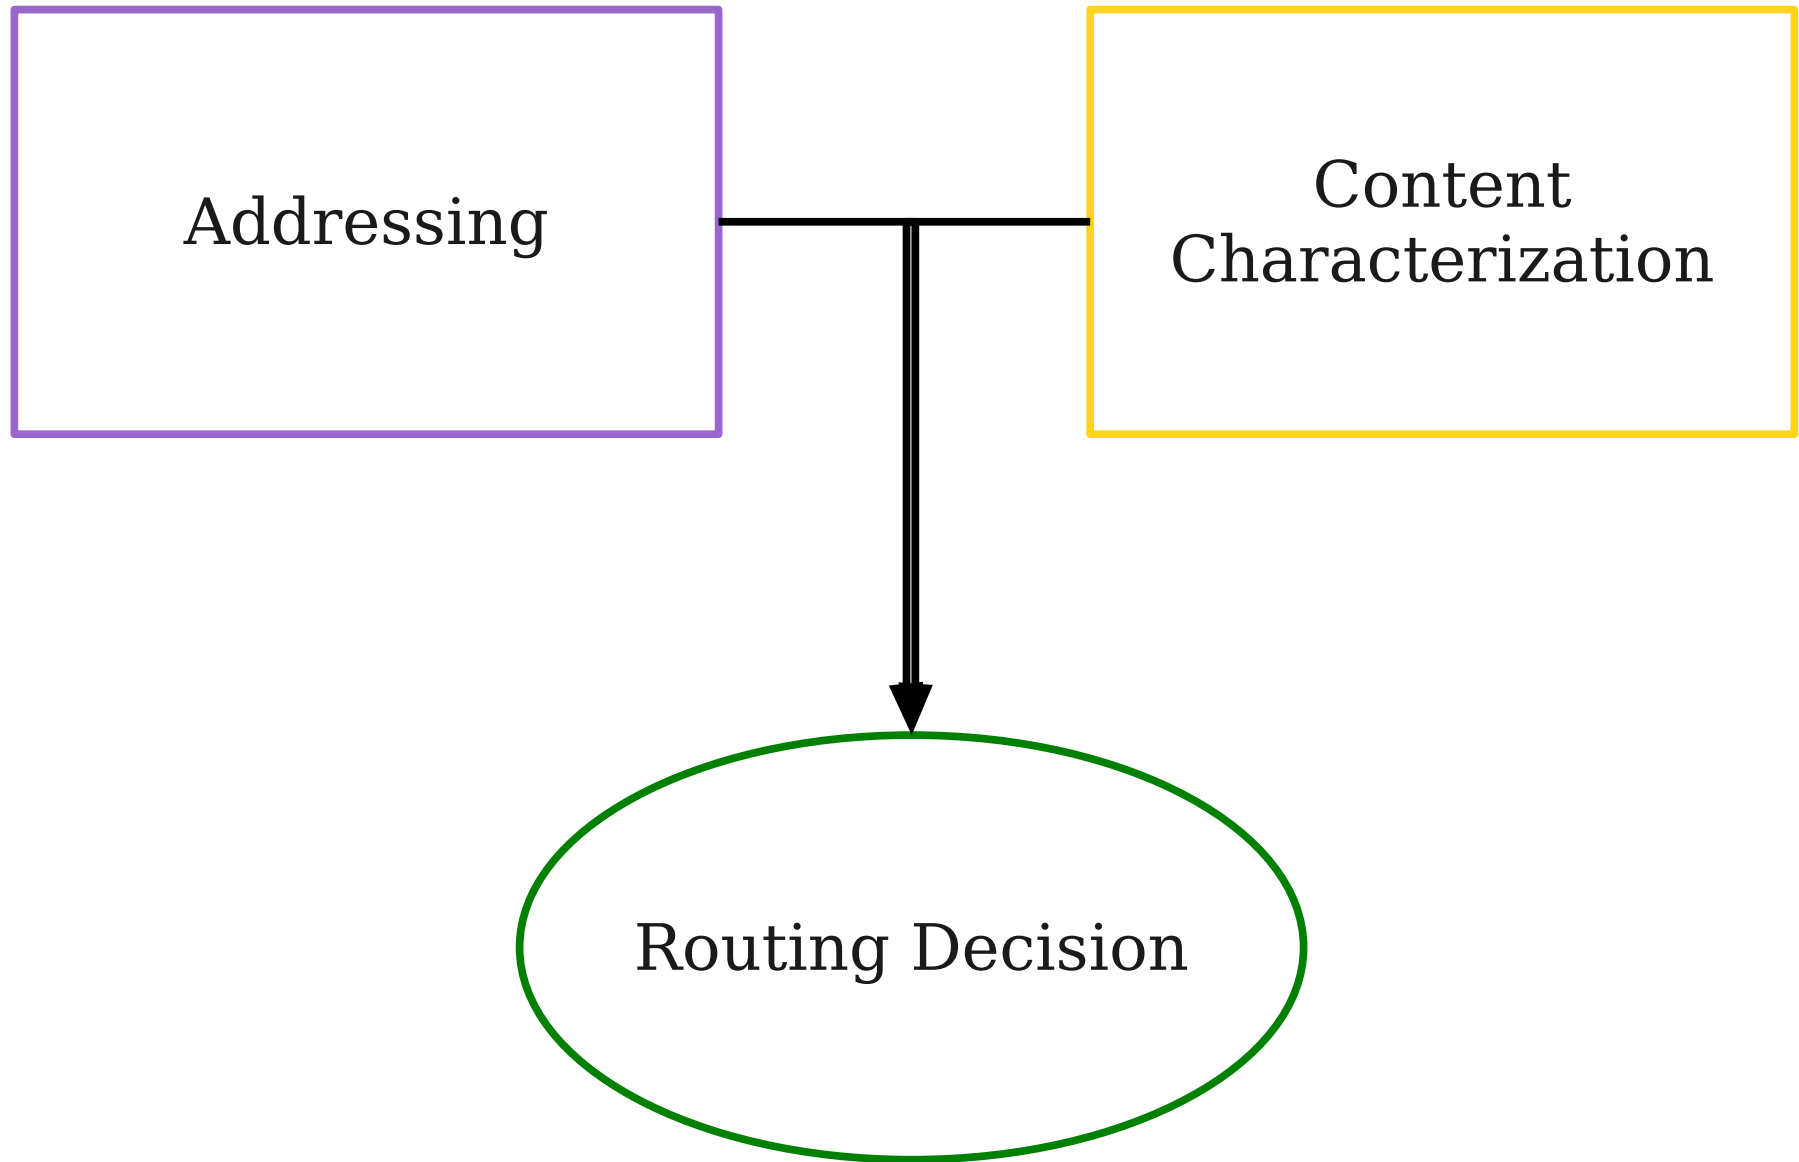 Addressing
Content
Characterization
Routing Decision